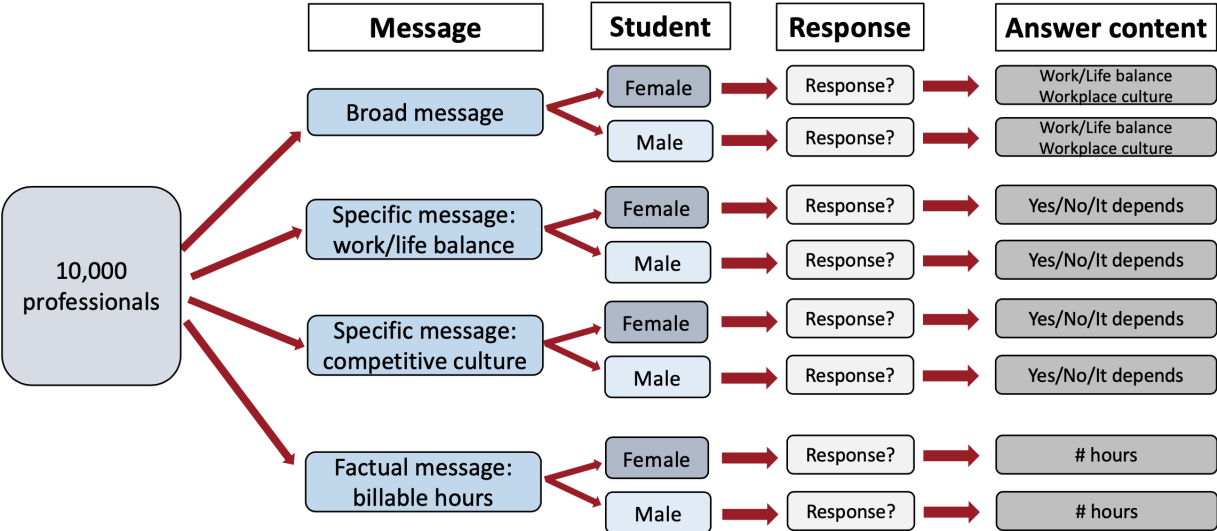 Message
Student
Response
Answer content
10,000
professionals
Broad message
Female
Response?
Work/Life balance
Workplace culture
Male
Response?
Work/Life balance
Workplace culture
Specific message:
work/life balance
Female
Response?
Yes/No/It depends
Male
Response?
Yes/No/It depends
Specific message:
competitive culture
Female
Response?
Yes/No/It depends
Male
Response?
Yes/No/It depends
Factual message:
billable hours
Female
Response?
# hours
Male
Response?
# hours